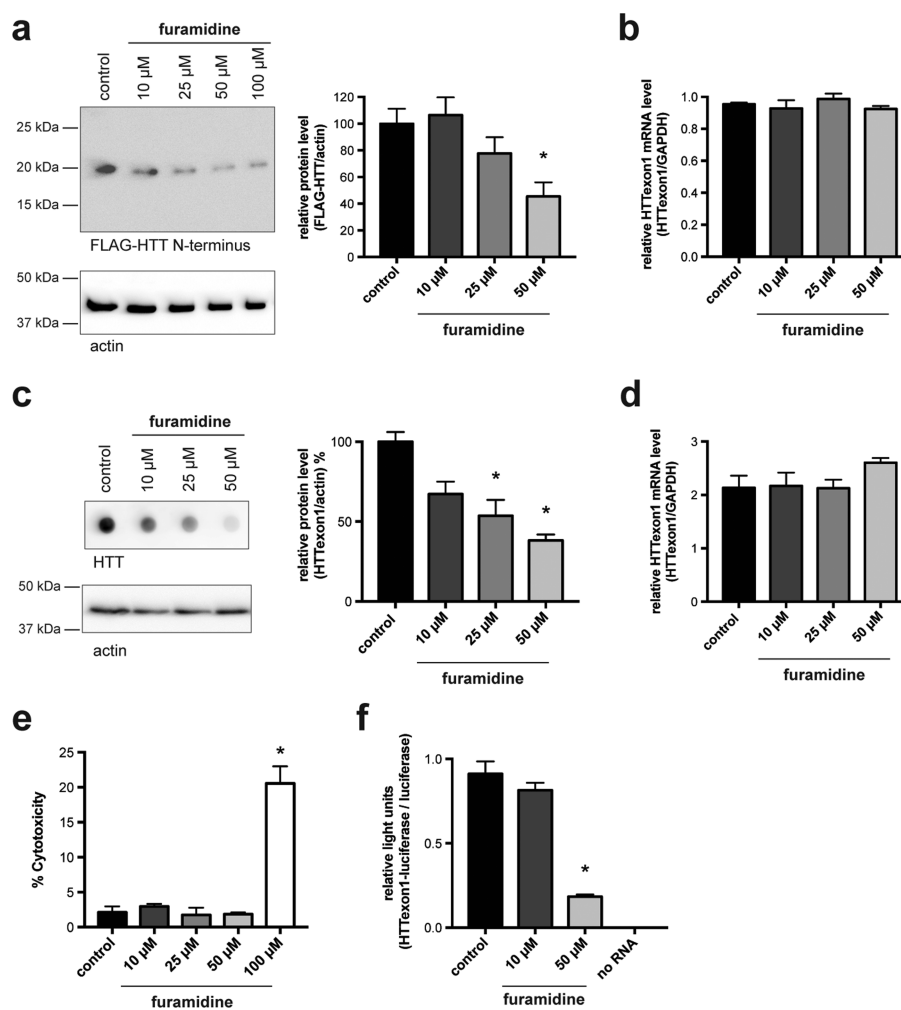 a
furamidine
control
10 µM
25 µM
50 µM
100 µM
25 kDa
20 kDa
15 kDa
FLAG-HTT N-terminus
50 kDa
37 kDa
actin
relative protein level
(FLAG-HTT/actin)
120
100
80
60
40
20
0
*
control
10 µM
25 µM
50 µM
furamidine
b
relative HTTexon1 mRNA level
(HTTexon1/GAPDH)
1.0
0.8
0.6
0.4
0.2
0.0
control
10 µM
25 µM
50 µM
furamidine
c
furamidine
control
10 µM
25 µM
50 µM
HTT
50 kDa
37 kDa
actin
relative protein level
(HTTexon1/actin) %
100
50
0
*
*
control
10 µM
25 µM
50 µM
furamidine
d
relative HTTexon1 mRNA level
(HTTexon1/GAPDH)
3
2
1
0
control
10 µM
25 µM
50 µM
furamidine
e
% Cytotoxicity
25
20
15
10
5
0
*
control
10 µM
25 µM
50 µM
100 µM
furamidine
f
relative light units
(HTTexon1-luciferase / luciferase)
1.0
0.5
0.0
*
control
10 µM
50 µM
no RNA
furamidine